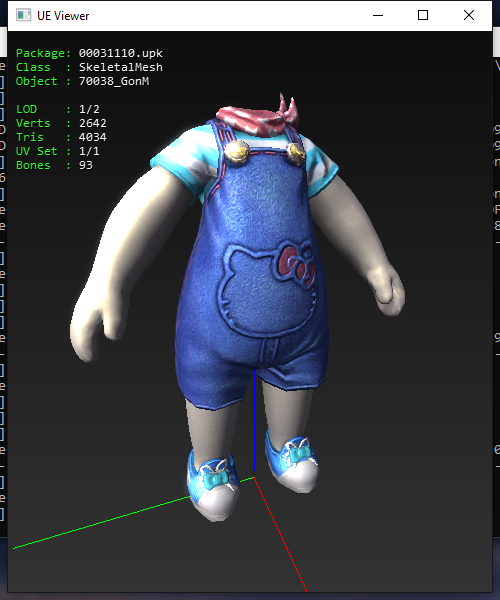 UE Viewer
Package: 00031110.upk
Class : SkeletalMesh
Object : 70038_GonM
LOD : 1/2
Verts : 2642
Tris : 4034
UV Set : 1/1
Bones : 93